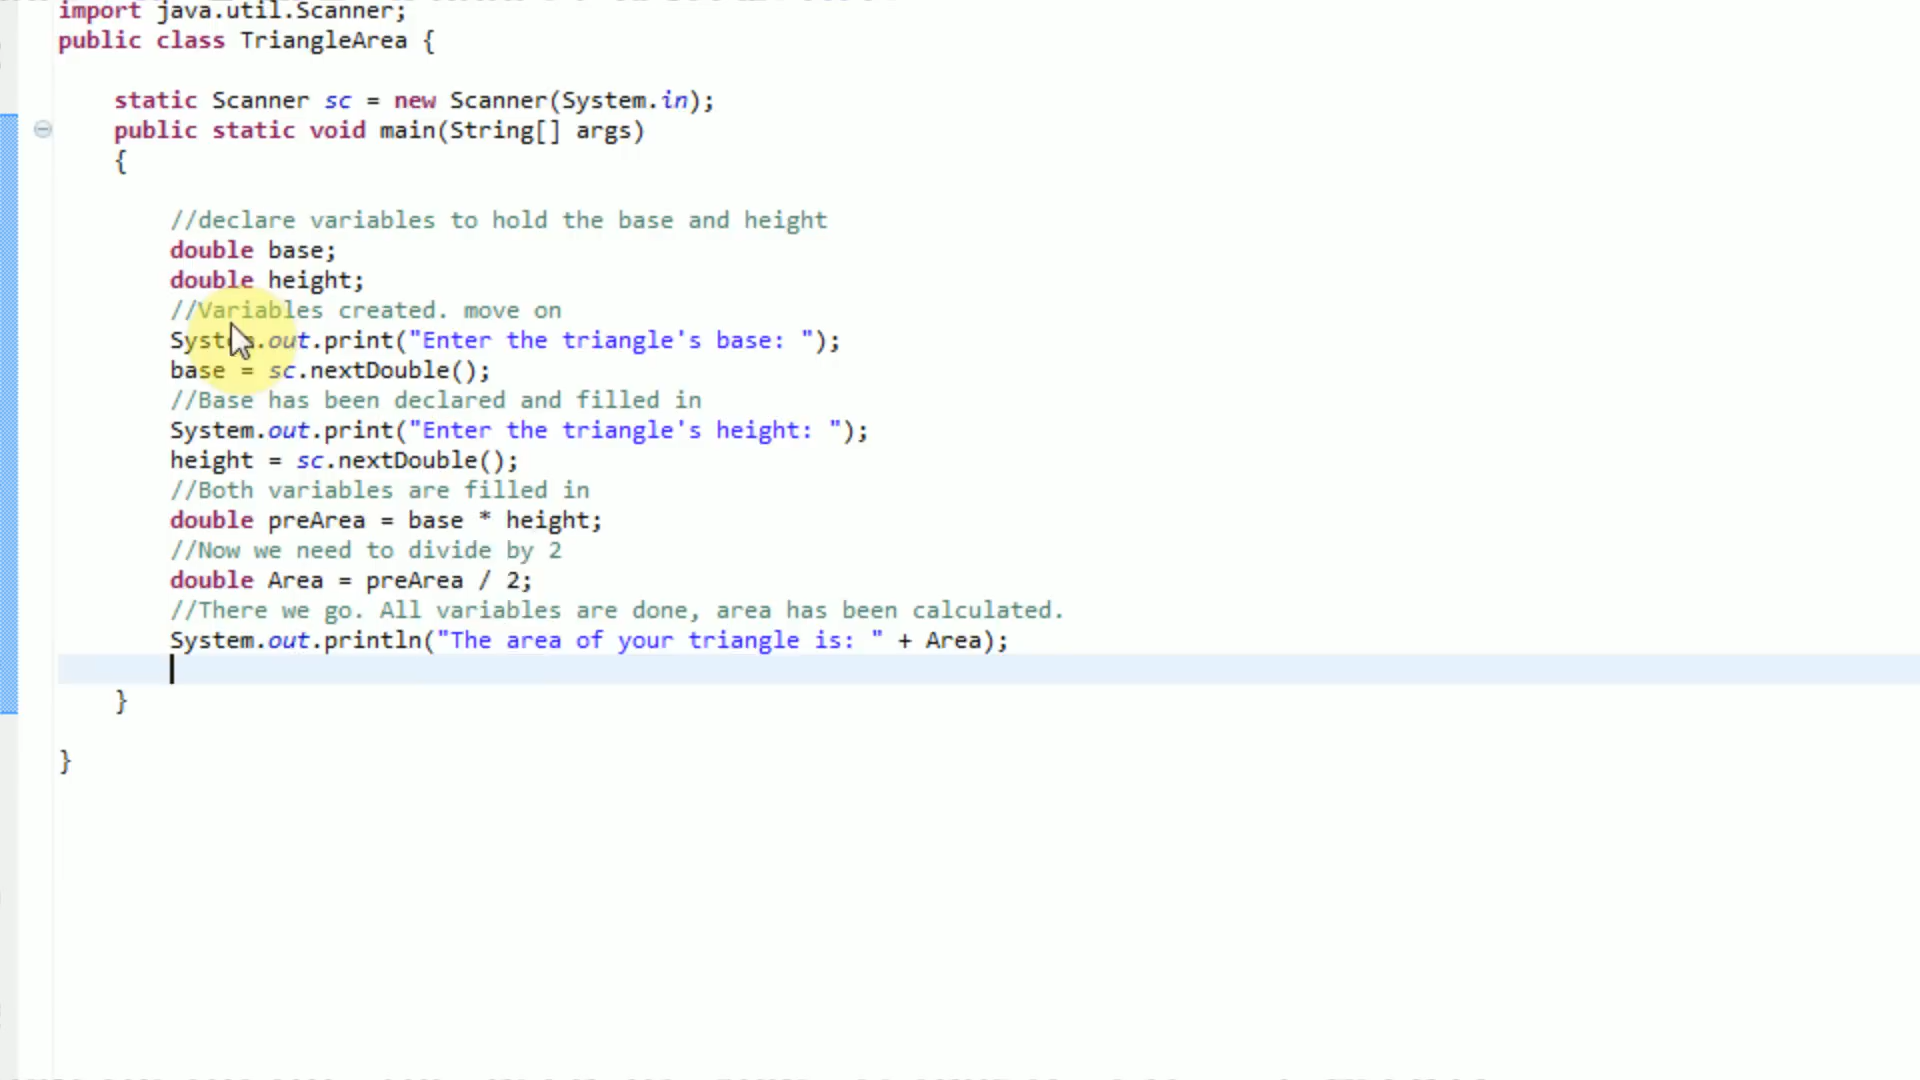 import java.util.Scanner;
public class TriangleArea {
static Scanner sc = new Scanner(System.in);
public static void main(String[] args)
{
//declare variables to hold the base and height
double base;
double height;
//Variables created. move on
System.out.print("Enter the triangle's base: ");
base = sc.nextDouble();
//Base has been declared and filled in
System.out.print("Enter the triangle's height: ");
height = sc.nextDouble();
//Both variables are filled in
double preArea = base * height;
//Now we need to divide by 2
double Area = preArea / 2;
//There we go. All variables are done, area has been calculated.
System.out.println("The area of your triangle is: " + Area);
}
}